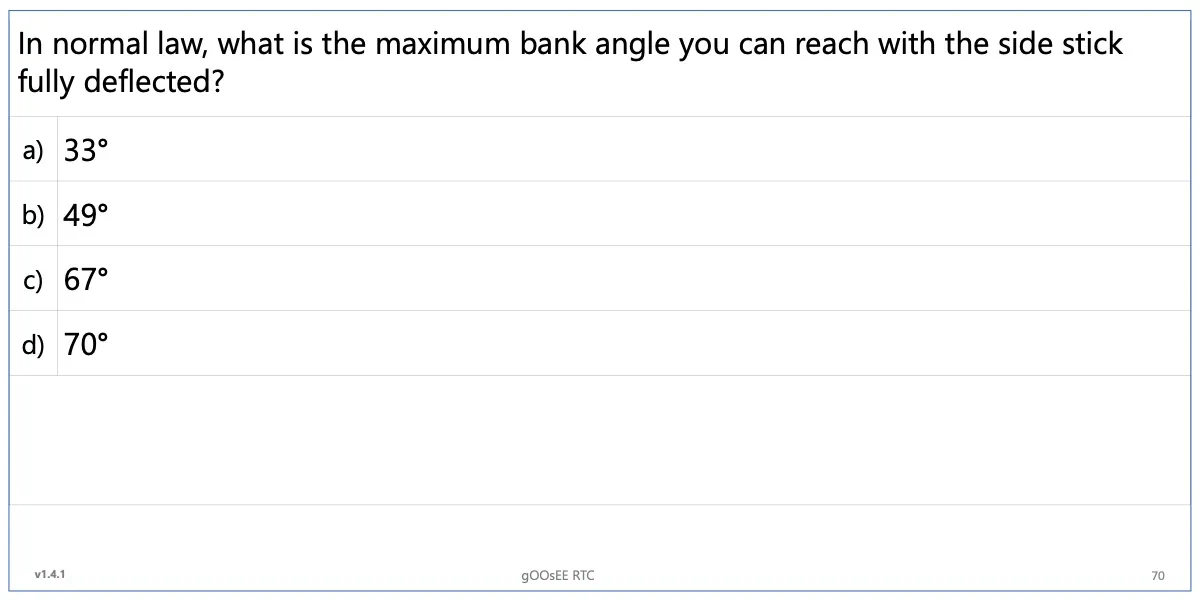 In normal law, what is the maximum bank angle you can reach with the side stick
fully deflected?
a) 33°
b) 49°
c) 67°
d) 70°
v1.4.1 gOOsEE RTC 70